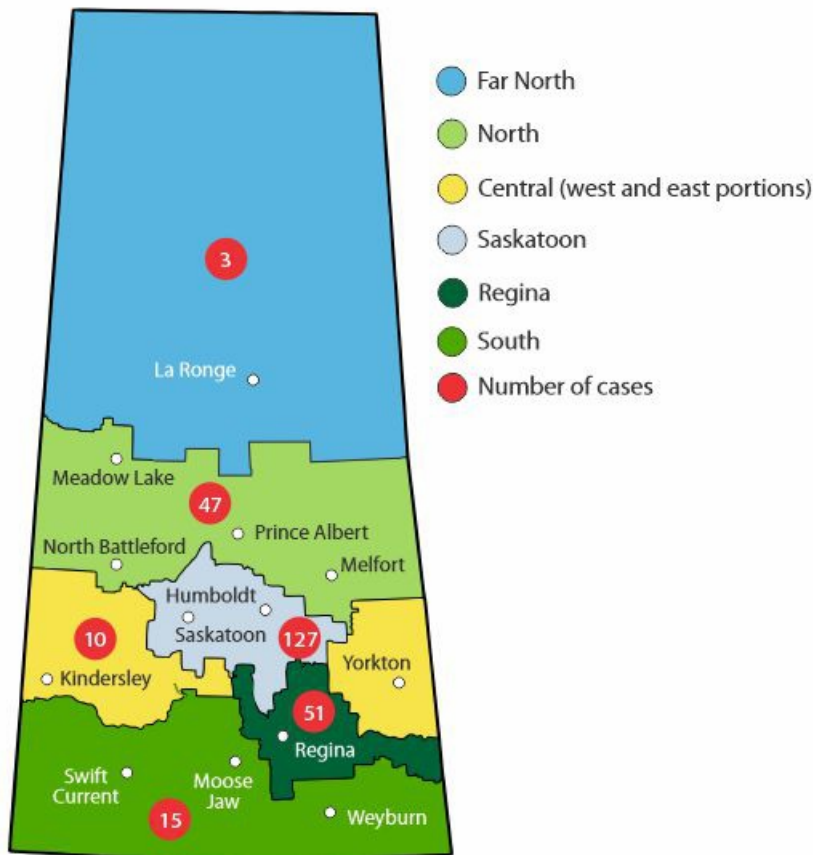 Far North
North
Central (west and east portions)
Saskatoon
Regina
South
Number of cases
3
La Ronge
Meadow Lake
47
Prince Albert
North Battleford
Melfort
Humboldt
Saskatoon
127
10
Kindersley
Yorkton
51
Regina
Swift
Current
Moose
Jaw
15
Weyburn